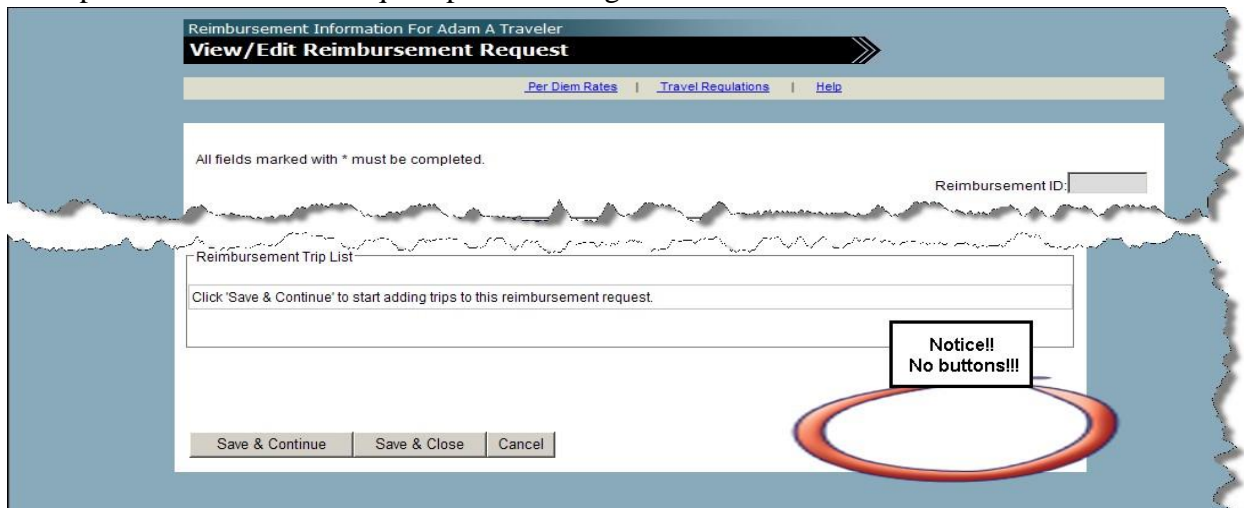 Reimbursement Information For Adam A Traveler
View/Edit Reimbursement Request
Per Diem Rates | Travel Regulations | Help
All fields marked with * must be completed.
Reimbursement ID:
Reimbursement Trip List
Click 'Save & Continue' to start adding trips to this reimbursement request.
Notice!!
No buttons!!!
Save & Continue Save & Close Cancel